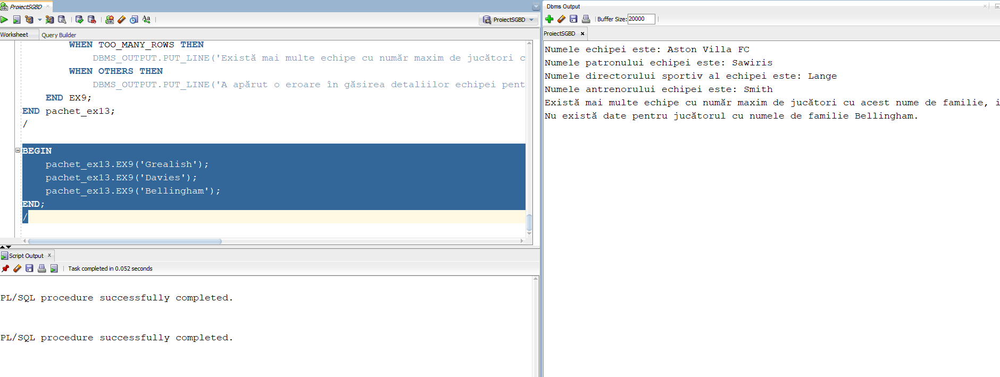 ProiectSGBD
ProiectSGBD
Worksheet Query Builder
WHEN TOO_MANY_ROWS THEN
DBMS_OUTPUT.PUT_LINE('Există mai multe echipe cu număr maxim de jucători c
WHEN OTHERS THEN
DBMS_OUTPUT.PUT_LINE('A apărut o eroare în găsirea detaliilor echipei pent
END EX9;
END pachet_ex13;
/
BEGIN
pachet_ex13.EX9('Grealish');
pachet_ex13.EX9('Davies');
pachet_ex13.EX9('Bellingham');
END;
/
Script Output x
Task completed in 0.052 seconds
PL/SQL procedure successfully completed.
PL/SQL procedure successfully completed.
Dbms Output
Buffer Size: 20000
ProiectSGBD x
Numele echipei este: Aston Villa FC
Numele patronului echipei este: Sawiris
Numele directorului sportiv al echipei este: Lange
Numele antrenorului echipei este: Smith
Există mai multe echipe cu număr maxim de jucători cu acest nume de familie, i
Nu există date pentru jucătorul cu numele de familie Bellingham.